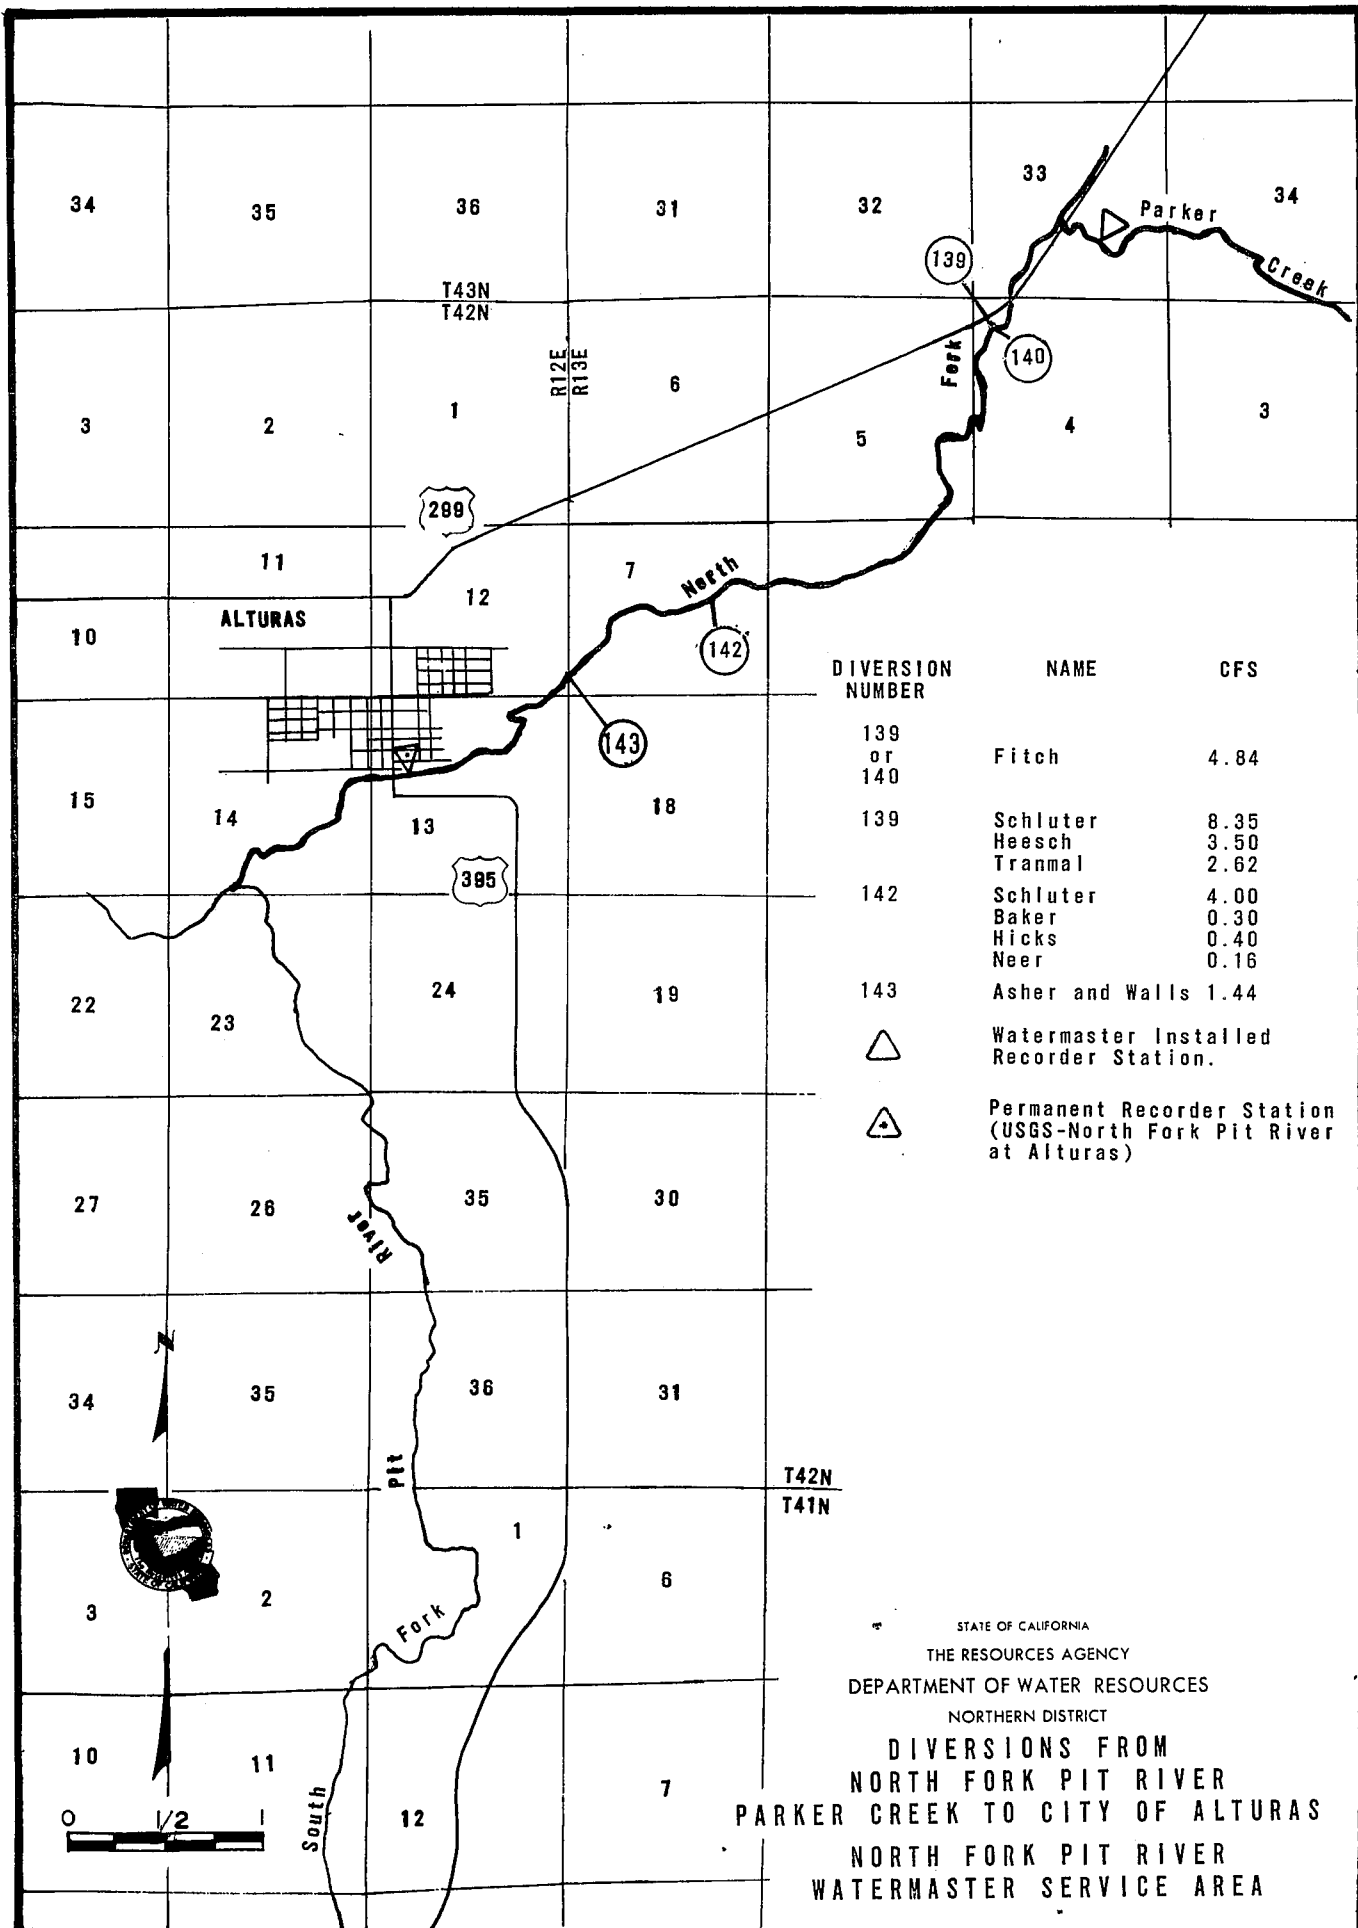 34
35
36
31
32
33
34
Parker
Creek
139
T43N
T42N
R12E
R13E
140
Fork
3
2
1
6
5
4
3
299
11
12
7
North
ALTURAS
10
142
143
15
14
13
18
395
DIVERSION NAME CFS
NUMBER
139
or Fitch 4.84
140
139 Schluter 8.35
Heesch 3.50
Tranmal 2.62
142 Schluter 4.00
Baker 0.30
Hicks 0.40
Neer 0.16
143 Asher and Walls 1.44
Watermaster Installed
Recorder Station.
Permanent Recorder Station
(USGS-North Fork Pit River
at Alturas)
22
23
24
19
27
26
35
30
River
N
34
35
36
31
Pit
T42N
T41N
3
2
1
6
Fork
10
11
12
7
South
0 1/2 1
STATE OF CALIFORNIA
THE RESOURCES AGENCY
DEPARTMENT OF WATER RESOURCES
NORTHERN DISTRICT
DIVERSIONS FROM
NORTH FORK PIT RIVER
PARKER CREEK TO CITY OF ALTURAS
NORTH FORK PIT RIVER
WATERMASTER SERVICE AREA